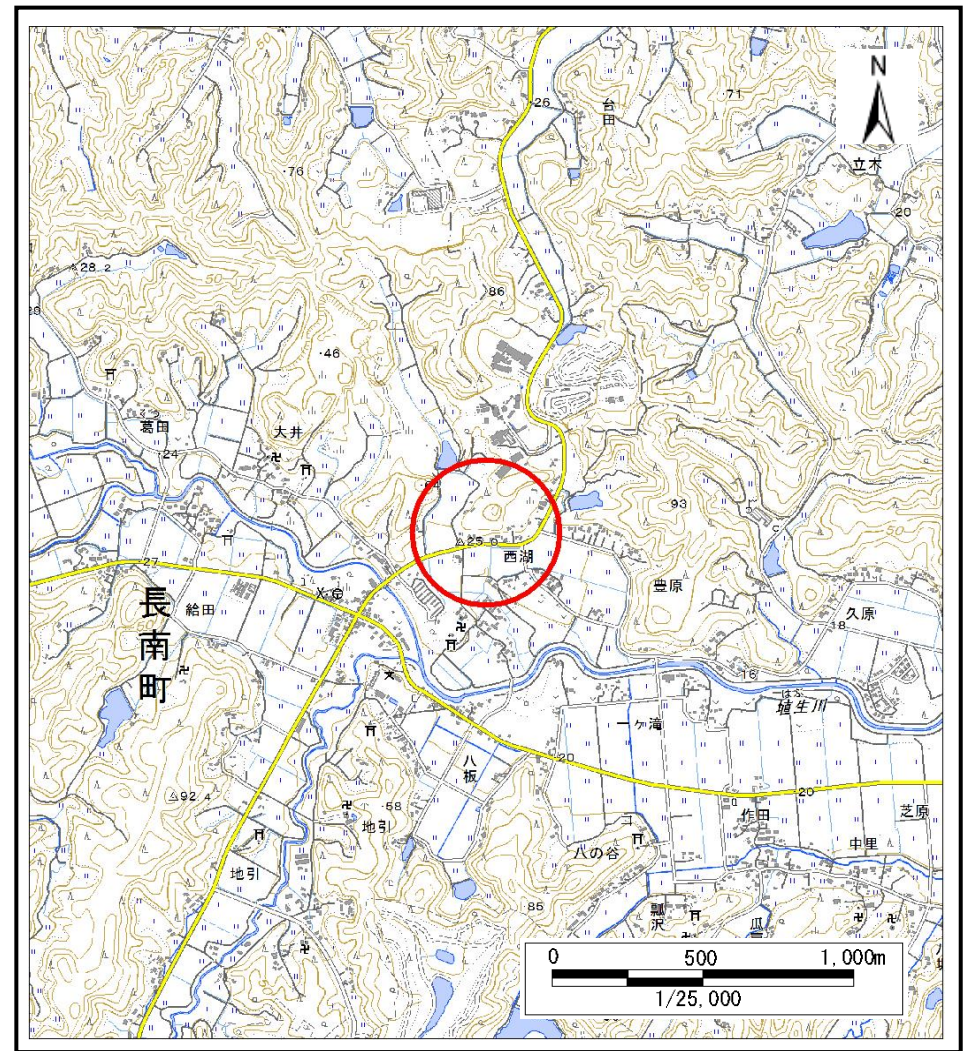 26
台田
71
N
76
立木
20
28.2
86
46
葛田
大井
24
64
93
25.0
西湖
27
豊原
久原
18
長南町
給田
16
はぶ
埴生川
一ケ滝
八板
20
20
92.4
58
地引
作田
芝原
中里
八の谷
地引
85
瓢沢
0 500 1,000m
1/25,000